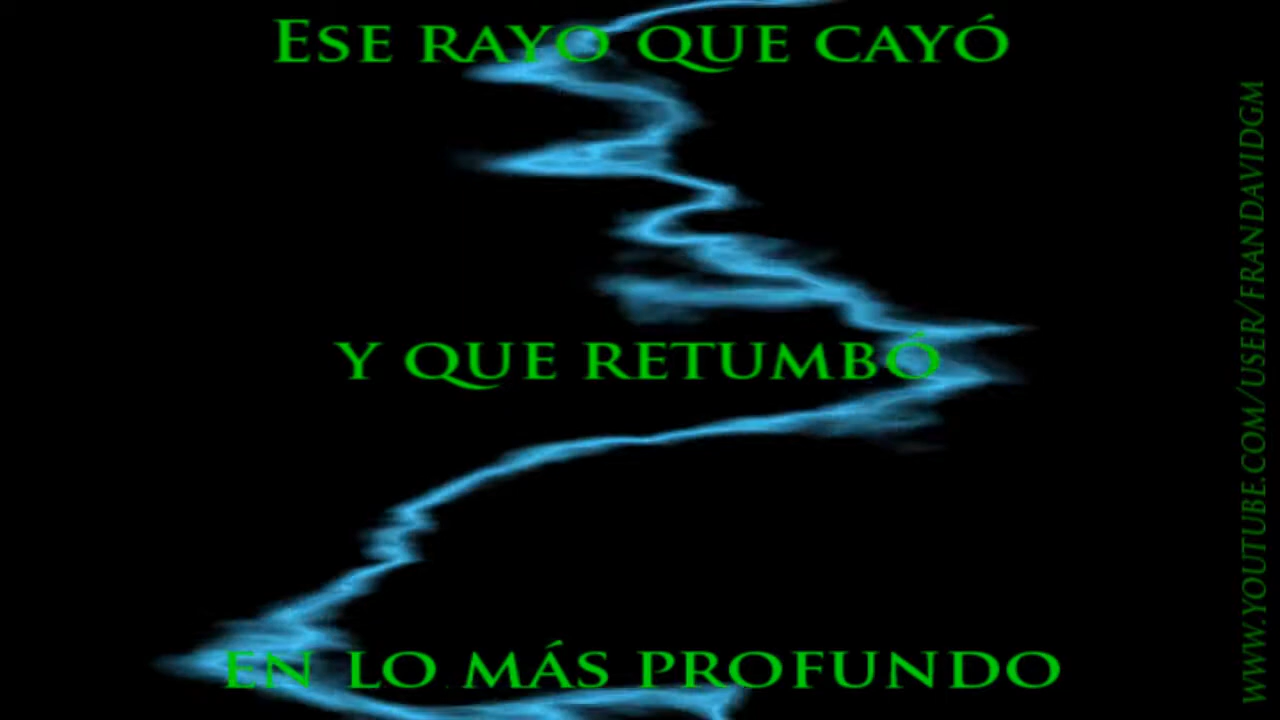 Ese rayo que cayó
y que retumbó
en lo más profundo
www.youtube.com/user/frandavidgm